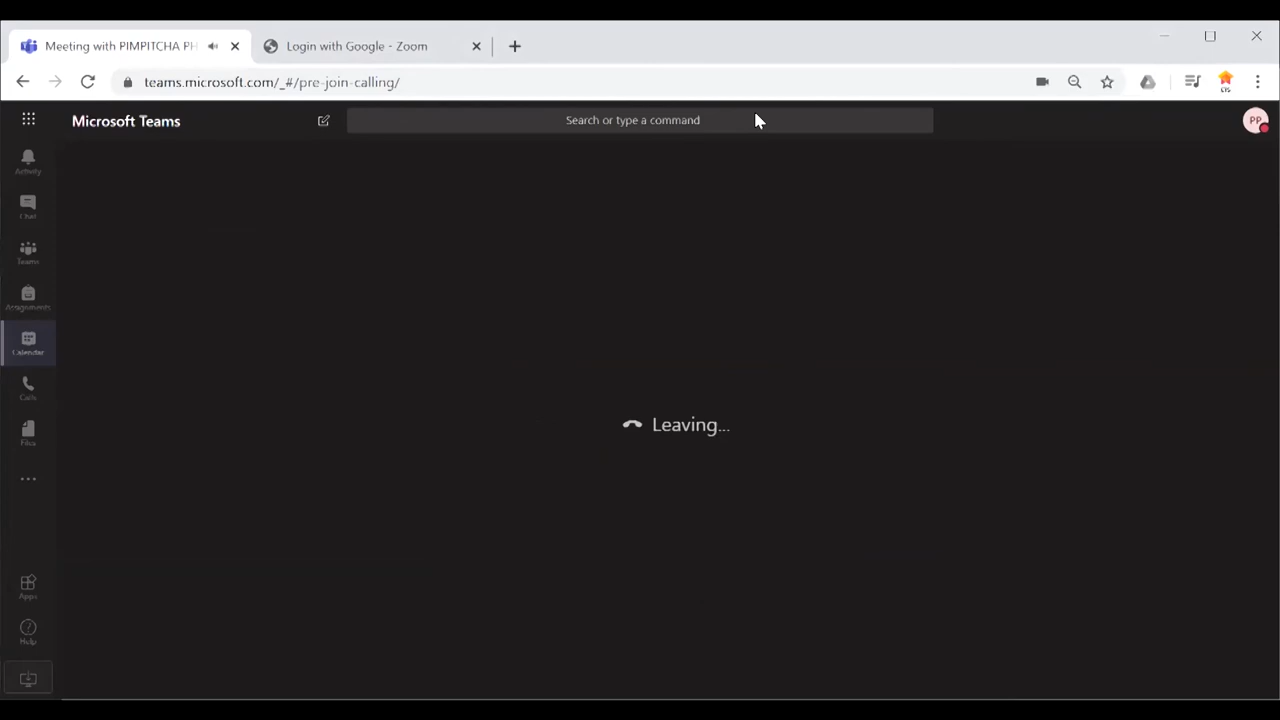 Meeting with PIMPITCHA PH
Login with Google - Zoom
teams.microsoft.com/_#/pre-join-calling/
CYS
Microsoft Teams
Search or type a command
PP
Activity
Chat
Teams
Assignments
Calendar
Calls
Files
Leaving...
Apps
Help